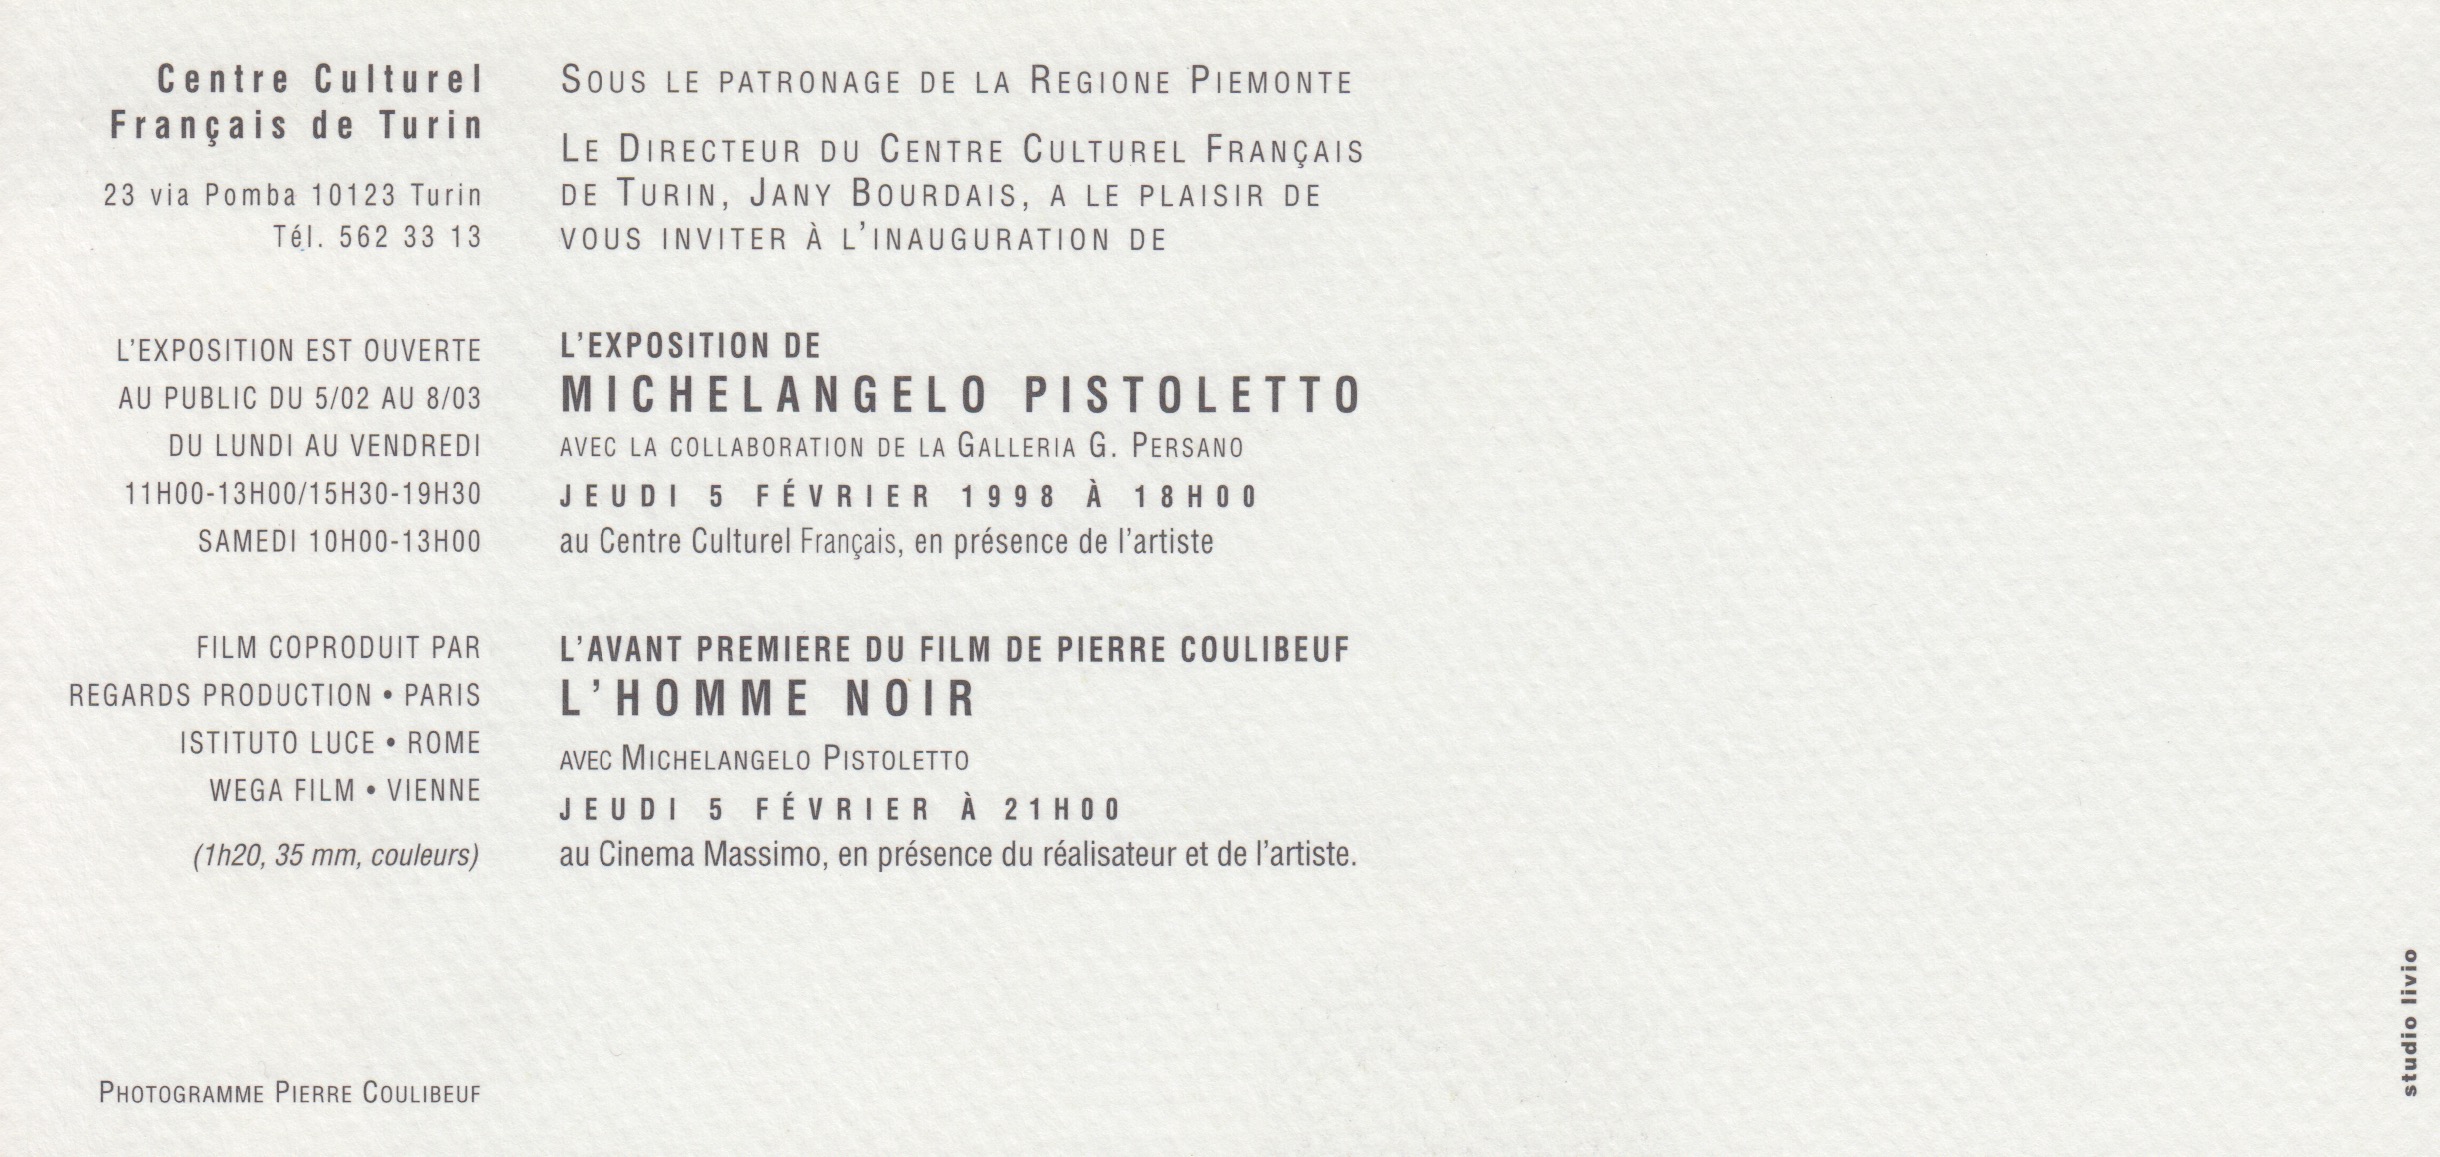 Centre Culturel
Français de Turin
23 via Pomba 10123 Turin
Tél. 562 33 13
L'EXPOSITION EST OUVERTE
AU PUBLIC DU 5/02 AU 8/03
DU LUNDI AU VENDREDI
11H00-13H00/15H30-19H30
SAMEDI 10H00-13H00
FILM COPRODUIT PAR
REGARDS PRODUCTION • PARIS
ISTITUTO LUCE • ROME
WEGA FILM • VIENNE
(1h20, 35 mm, couleurs)
PHOTOGRAMME PIERRE COULIBEUF
SOUS LE PATRONAGE DE LA REGIONE PIEMONTE
LE DIRECTEUR DU CENTRE CULTUREL FRANÇAIS
DE TURIN, JANY BOURDAIS, A LE PLAISIR DE
VOUS INVITER À L'INAUGURATION DE
L'EXPOSITION DE
MICHELANGELO PISTOLETTO
AVEC LA COLLABORATION DE LA GALLERIA G. PERSANO
JEUDI 5 FÉVRIER 1998 À 18H00
au Centre Culturel Français, en présence de l'artiste
L'AVANT PREMIERE DU FILM DE PIERRE COULIBEUF
L'HOMME NOIR
AVEC MICHELANGELO PISTOLETTO
JEUDI 5 FÉVRIER À 21H00
au Cinema Massimo, en présence du réalisateur et de l'artiste.
studio livio